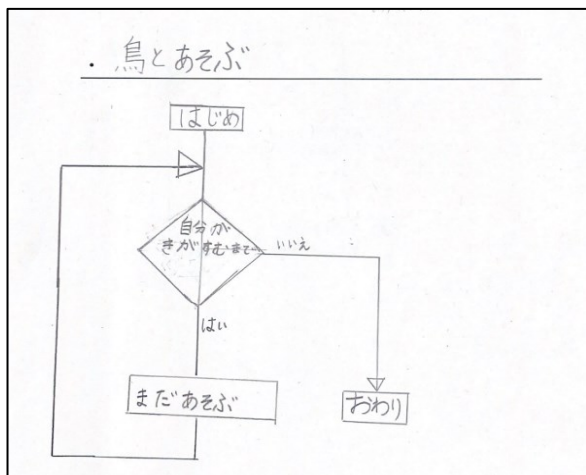 ・鳥とあそぶ
はじめ
自分が
きがすむまで
いいえ
はい
まだあそぶ
おわり